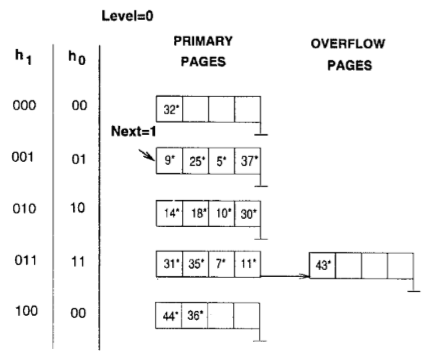 Level=0
h1 h0 PRIMARY PAGES OVERFLOW PAGES
000 00 32*
Next=1
001 01 9* 25* 5* 37*
010 10 14* 18* 10* 30*
011 11 31* 35* 7* 11* 43*
100 00 44* 36*